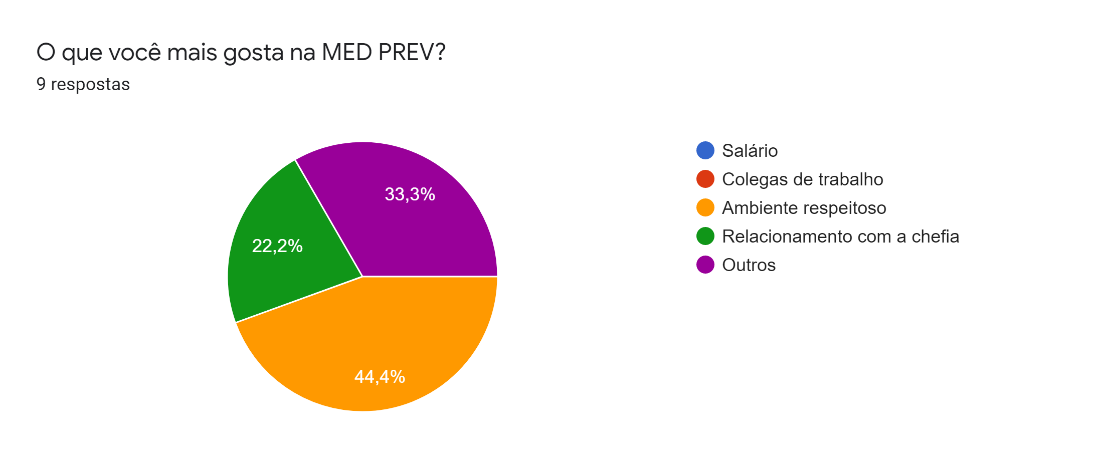 O que você mais gosta na MED PREV?
9 respostas
33,3%
22,2%
44,4%
Salário
Colegas de trabalho
Ambiente respeitoso
Relacionamento com a chefia
Outros